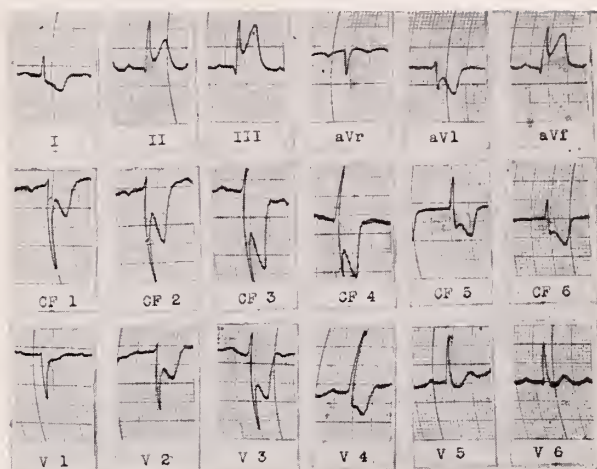 I II III aVr aVl aVf
CF 1 CF 2 CF 3 CF 4 CF 5 CF 6
V 1 V 2 V 3 V 4 V 5 V 6